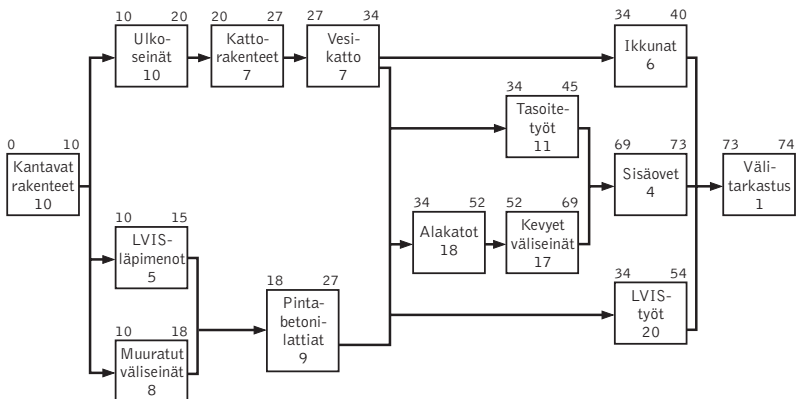 10 20
Ulko-
seinät
10
20 27
Katto-
rakenteet
7
27 34
Vesi-
katto
7
34 40
Ikkunat
6
34 45
Tasoite-
työt
11
0 10
Kantavat
rakenteet
10
69 73
Sisäovet
4
73 74
Väli-
tarkastus
1
10 15
LVIS-
läpimenot
5
34 52
Alakatot
18
52 69
Kevyet
väliseinät
17
18 27
Pinta-
betoni-
lattiat
9
34 54
LVIS-
työt
20
10 18
Muuratut
väliseinät
8